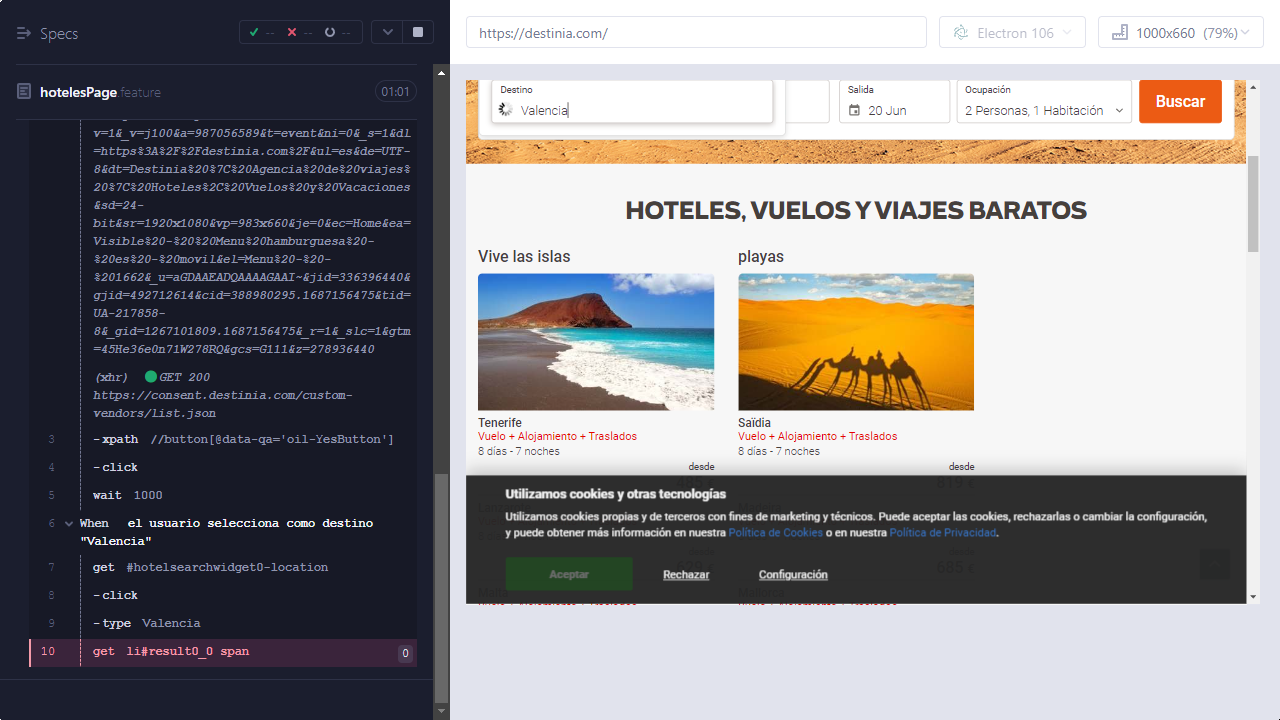 Specs
-- -- --
hotelesPage.feature
01:01
v=1&_v=j100&a=987056589&t=event&ni=0&_s=1&dl
=https%3A%2F%2Fdestinia.com%2F&ul=es&de=UTF-
8&dt=Destinia%20%7C%20Agencia%20de%20viajes%
20%7C%20Hoteles%2C%20Vuelos%20y%20Vacaciones
&sd=24-
bit&sr=1920x1080&vp=983x660&je=0&ec=Home&ea=
Visible%20-%20%20Menu%20hamburguesa%20-
%20es%20-%20movil&el=Menu%20-%20-
%201662&_u=aGDAAEADQAAAAGAAI~&jid=336396440&
gjid=492712614&cid=388980295.1687156475&tid=
UA-217858-
8&_gid=1267101809.1687156475&_r=1&_slc=1&gtm
=45He36e0n71W278RQ&gcs=G111&z=278936440
(xhr) GET 200
https://consent.destinia.com/custom-
vendors/list.json
3 -xpath //button[@data-qa='oil-YesButton']
4 -click
5 wait 1000
6 When el usuario selecciona como destino
"Valencia"
7 get #hotelsearchwidget0-location
8 -click
9 -type Valencia
10 get li#result0_0 span 0
https://destinia.com/
Electron 106
1000x660 (79%)
Destino
Valencia
Salida
20 Jun
Ocupación
2 Personas, 1 Habitación
Buscar
HOTELES, VUELOS Y VIAJES BARATOS
Vive las islas
playas
Tenerife
Vuelo + Alojamiento + Traslados
8 días - 7 noches
desde
Saïdia
Vuelo + Alojamiento + Traslados
8 días - 7 noches
desde
Utilizamos cookies y otras tecnologías
Utilizamos cookies propias y de terceros con fines de marketing y técnicos. Puede aceptar las cookies, rechazarlas o cambiar la configuración,
y puede obtener más información en nuestra Política de Cookies o en nuestra Política de Privacidad.
Aceptar
Rechazar
Configuración